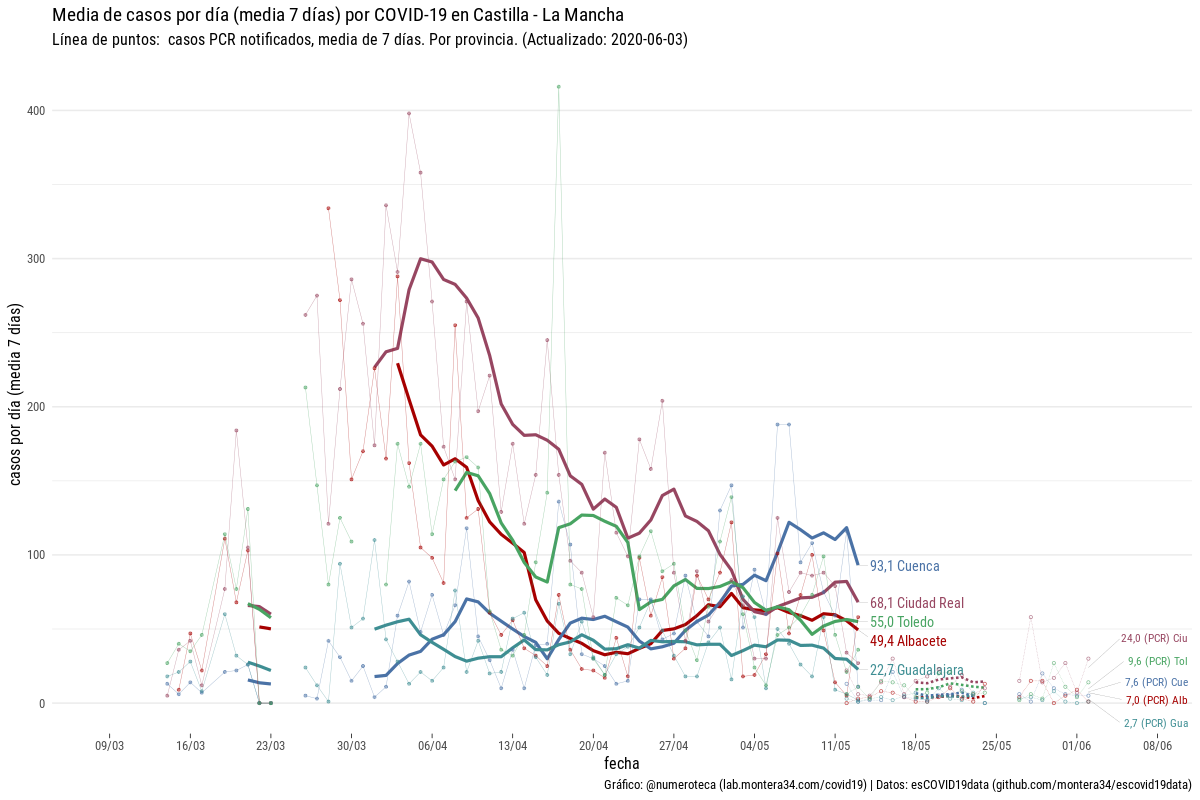 Media de casos por día (media 7 días) por COVID-19 en Castilla - La Mancha
Línea de puntos:  casos PCR notificados, media de 7 días. Por provincia. (Actualizado: 2020-06-03)
casos por día (media 7 días)
400
300
200
100
0
93,1 Cuenca
68,1 Ciudad Real
55,0 Toledo
49,4 Albacete
22,7 Guadalajara
24,0 (PCR) Ciu
9,6 (PCR) Tol
7,6 (PCR) Cue
7,0 (PCR) Alb
2,7 (PCR) Gua
09/03 16/03 23/03 30/03 06/04 13/04 20/04 27/04 04/05 11/05 18/05 25/05 01/06 08/06
fecha
Gráfico: @numeroteca (lab.montera34.com/covid19) | Datos: esCOVID19data (github.com/montera34/escovid19data)